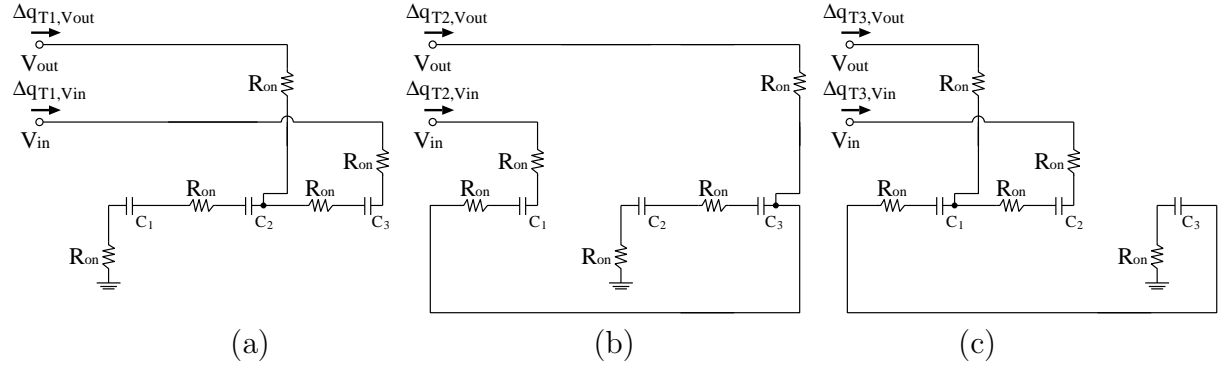 ΔqT1,Vout
Vout
Ron
ΔqT1,Vin
Vin
Ron
Ron
Ron
C1
C2
C3
Ron
(a)
ΔqT2,Vout
Vout
Ron
ΔqT2,Vin
Vin
Ron
Ron
Ron
C1
C2
C3
Ron
(b)
ΔqT3,Vout
Vout
Ron
ΔqT3,Vin
Vin
Ron
Ron
Ron
C1
C2
C3
Ron
(c)